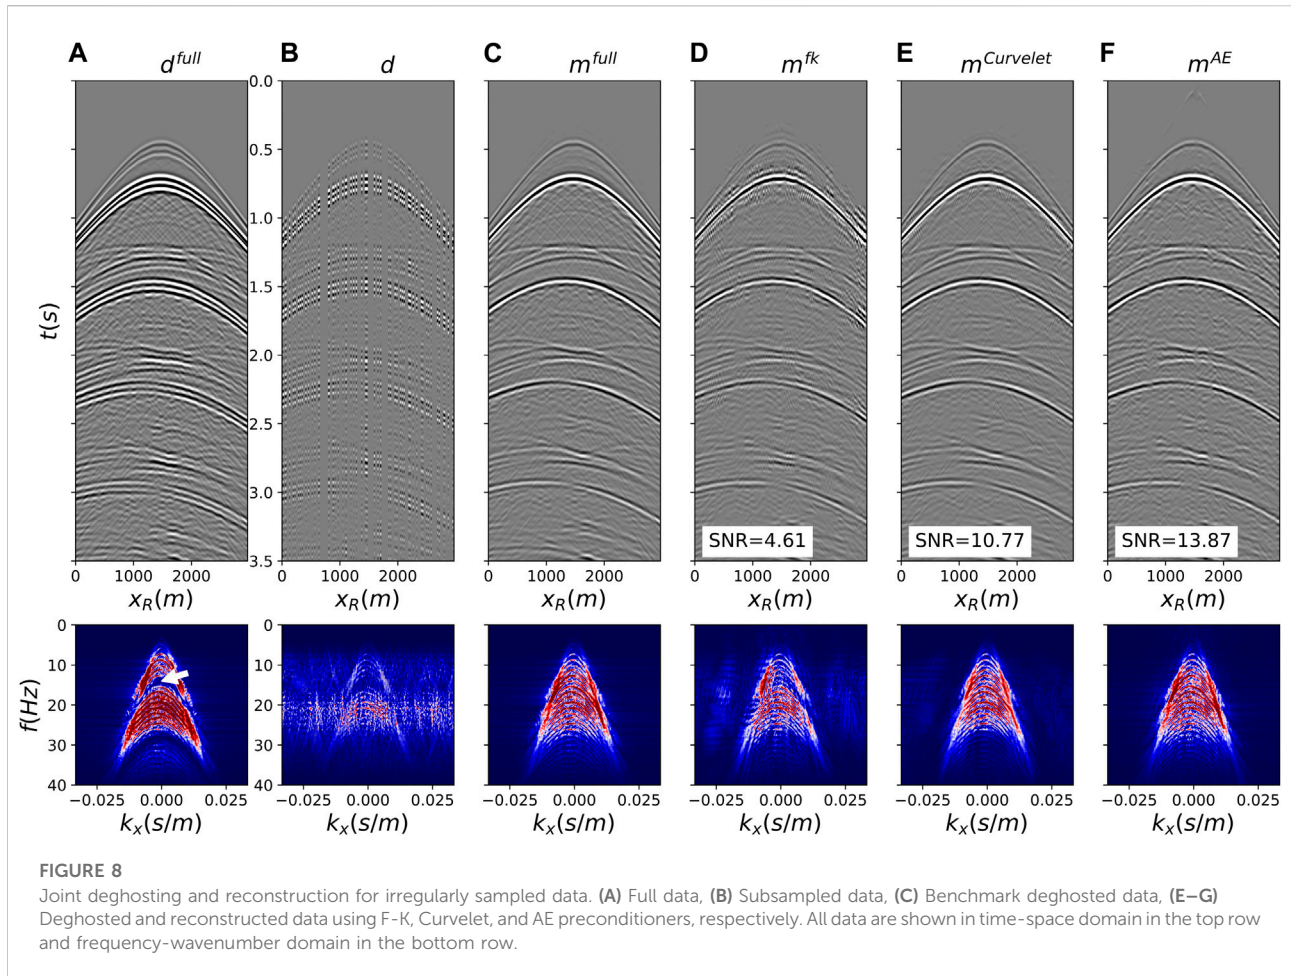 A B C D E F
d^full d m^full m^fk m^Curvelet m^AE
0.0
0.5
1.0
1.5
2.0
2.5
3.0
3.5
t(s)
SNR=4.61 SNR=10.77 SNR=13.87
0 1000 2000 0 1000 2000 0 1000 2000 0 1000 2000 0 1000 2000 0 1000 2000
x_R(m) x_R(m) x_R(m) x_R(m) x_R(m) x_R(m)
0 0
10 10
20 20
30 30
40 40
f(Hz)
−0.025 0.000 0.025 −0.025 0.000 0.025 −0.025 0.000 0.025 −0.025 0.000 0.025 −0.025 0.000 0.025 −0.025 0.000 0.025
k_x(s/m) k_x(s/m) k_x(s/m) k_x(s/m) k_x(s/m) k_x(s/m)
FIGURE 8
Joint deghosting and reconstruction for irregularly sampled data. (A) Full data, (B) Subsampled data, (C) Benchmark deghosted data, (E–G)
Deghosted and reconstructed data using F-K, Curvelet, and AE preconditioners, respectively. All data are shown in time-space domain in the top row
and frequency-wavenumber domain in the bottom row.